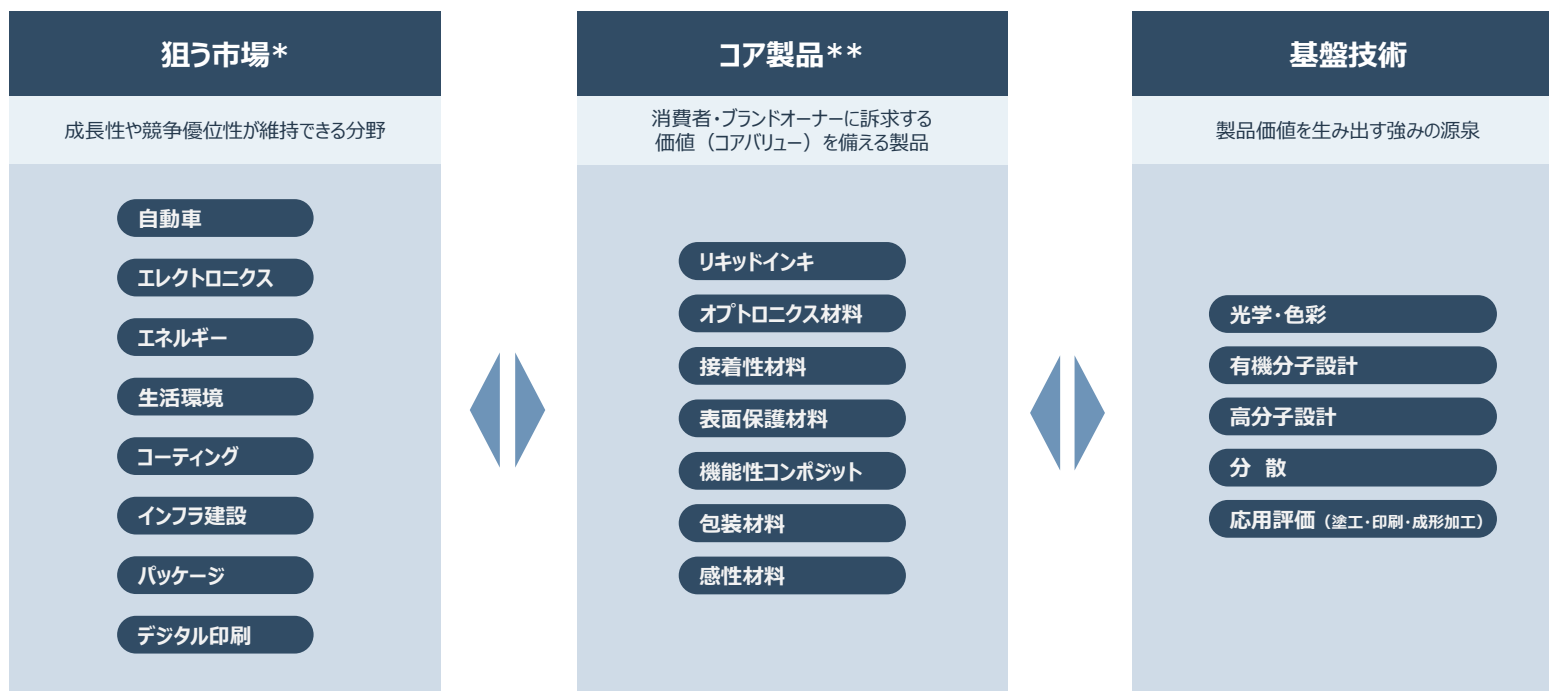 狙う市場*
成長性や競争優位性が維持できる分野
自動車
エレクトロニクス
エネルギー
生活環境
コーティング
インフラ建設
パッケージ
デジタル印刷
コア製品**
消費者・ブランドオーナーに訴求する
価値（コアバリュー）を備える製品
リキッドインキ
オプトロニクス材料
接着性材料
表面保護材料
機能性コンポジット
包装材料
感性材料
基盤技術
製品価値を生み出す強みの源泉
光学・色彩
有機分子設計
高分子設計
分 散
応用評価（塗工・印刷・成形加工）